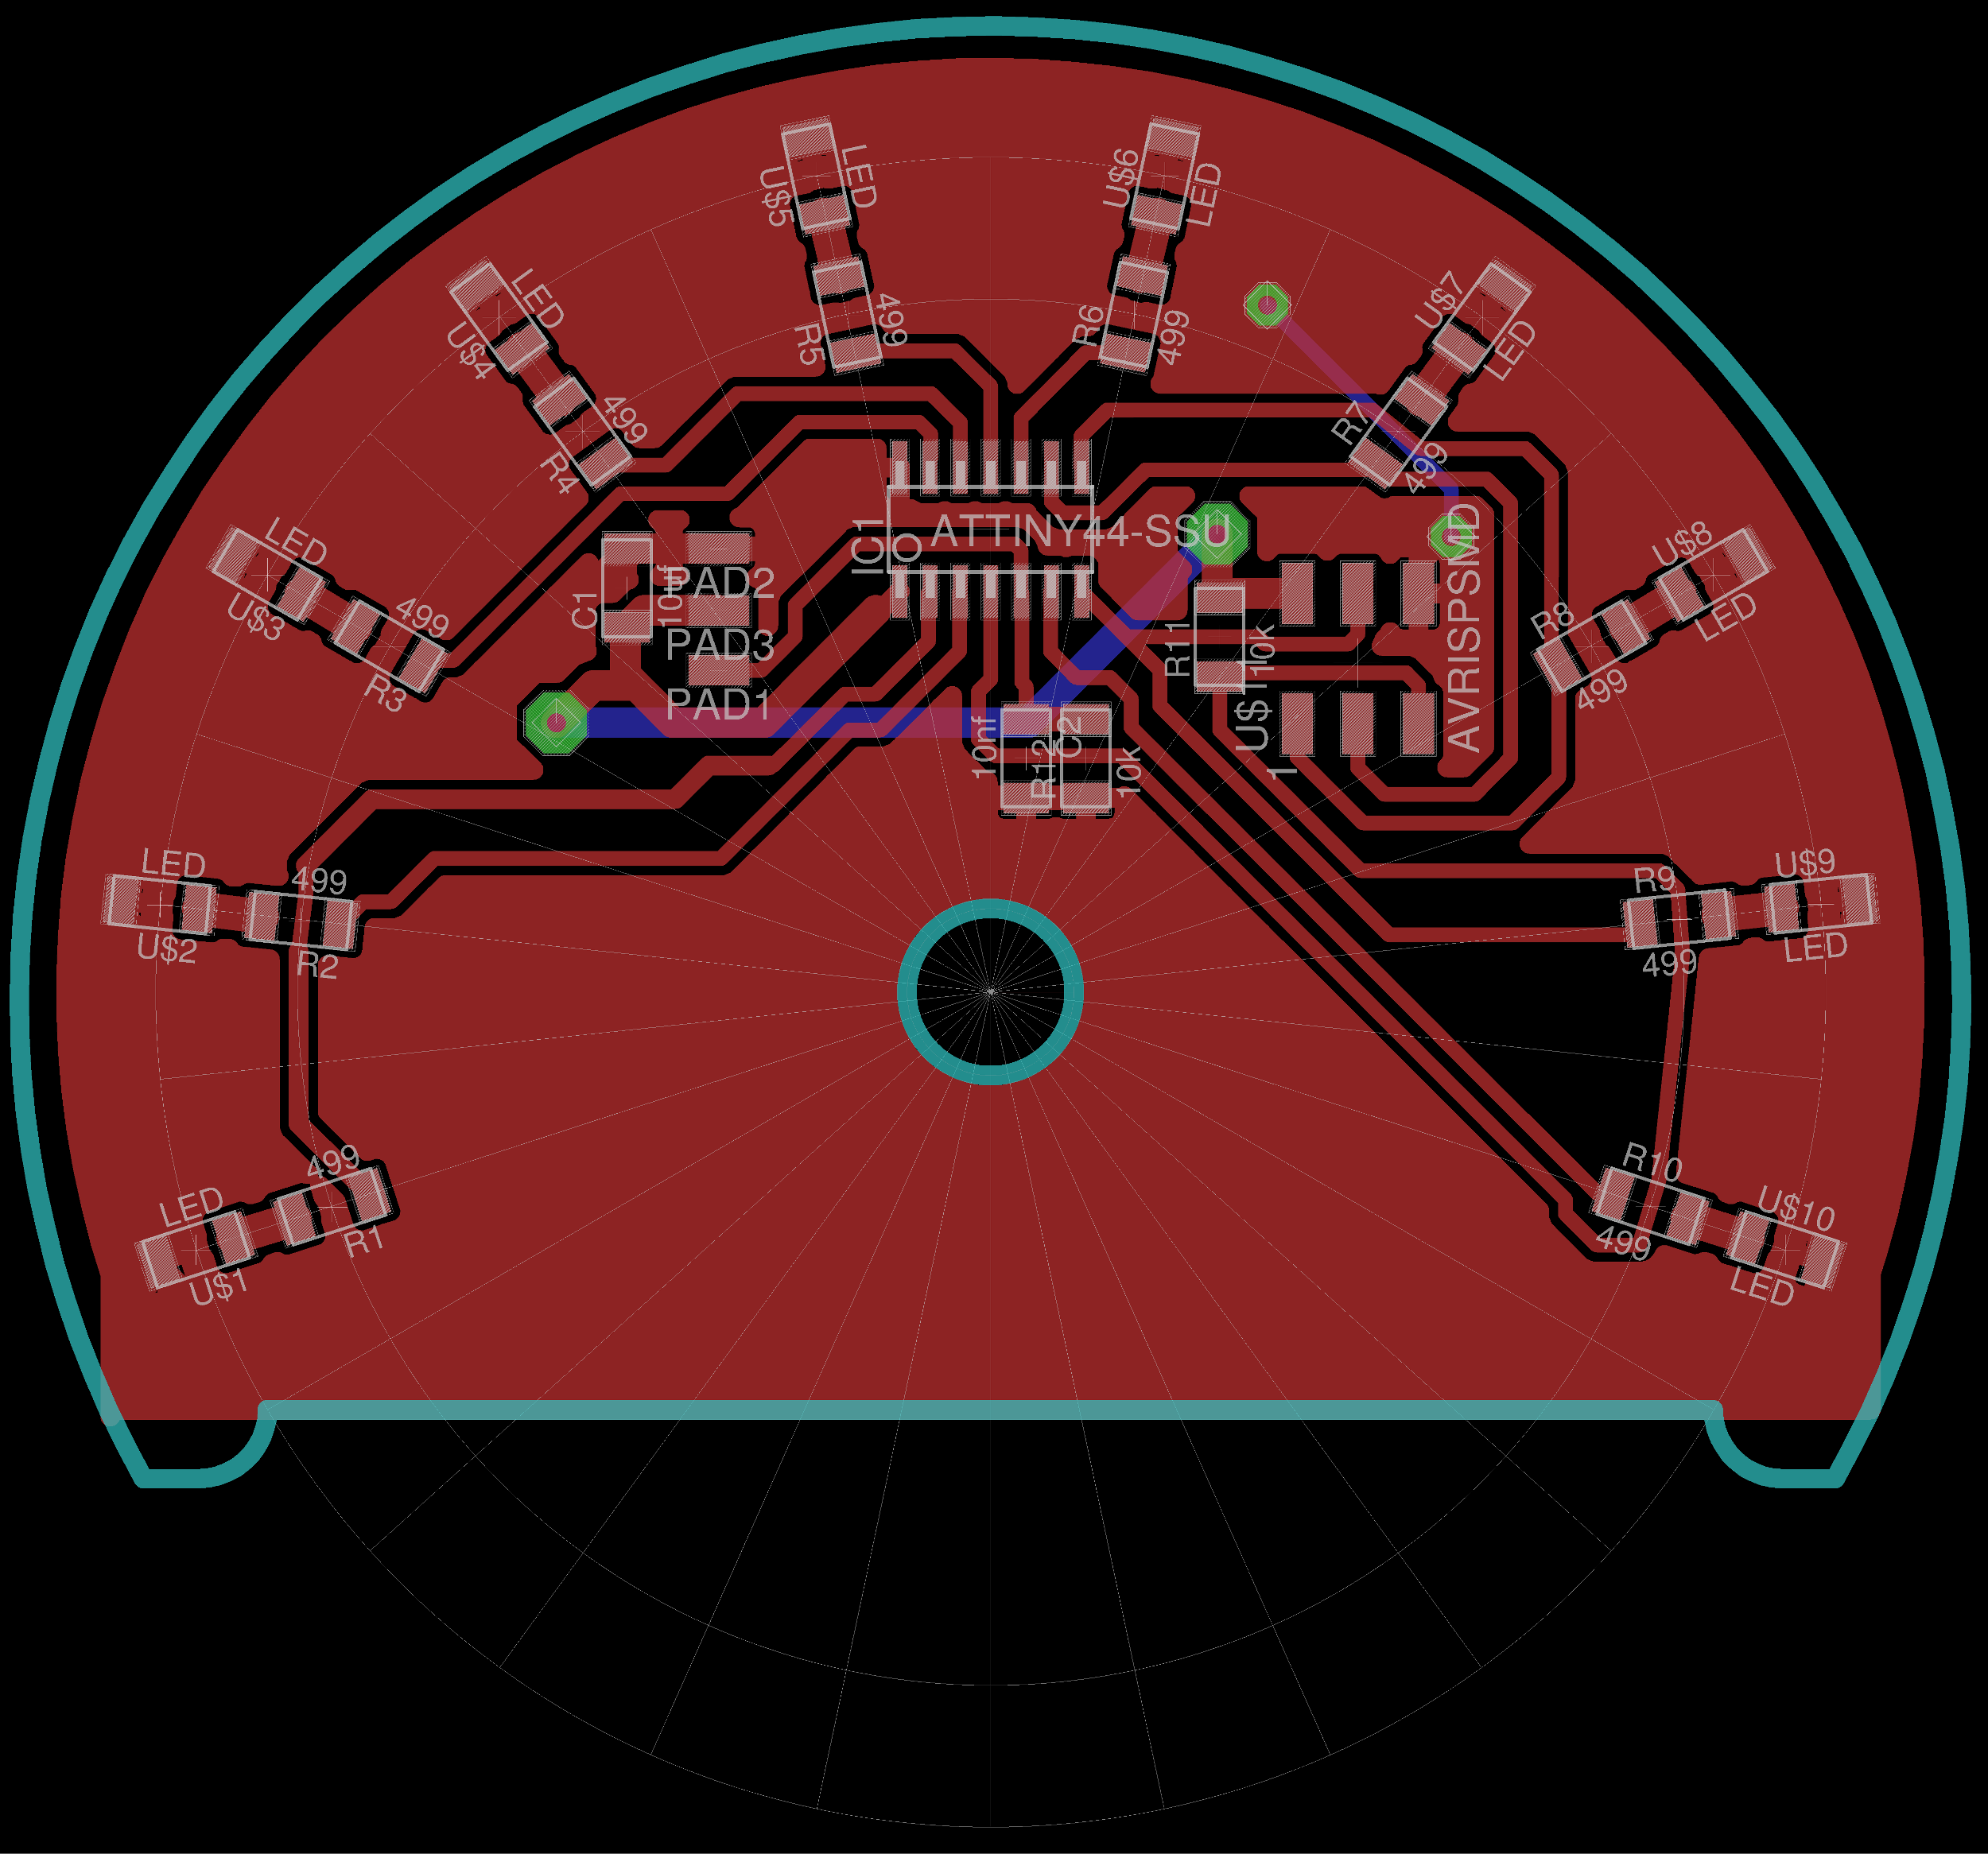 U$5
LED
R5
499
U$6
LED
R6
499
U$4
LED
499
R4
U$7
LED
R7
499
IC1
ATTINY44-SSU
LED
U$3
499
R3
C1
10nf
PAD2
PAD3
PAD1
R11
10k
U$11
1
AVRISPSMD
U$8
LED
R8
499
10nf
R12
C2
10k
LED
U$2
499
R2
R9
499
U$9
LED
LED
U$1
499
R1
R10
499
U$10
LED